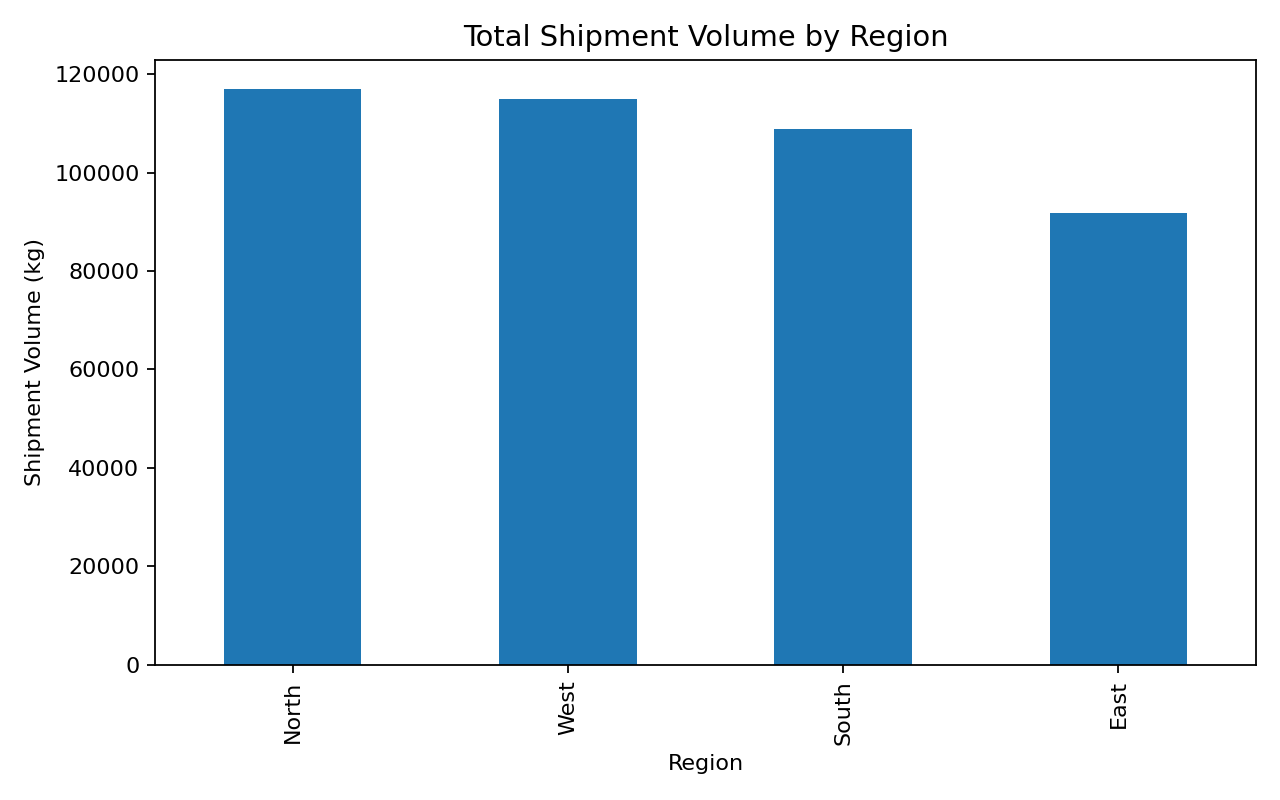 Total Shipment Volume by Region
Shipment Volume (kg)
120000
100000
80000
60000
40000
20000
0
North
West
South
East
Region